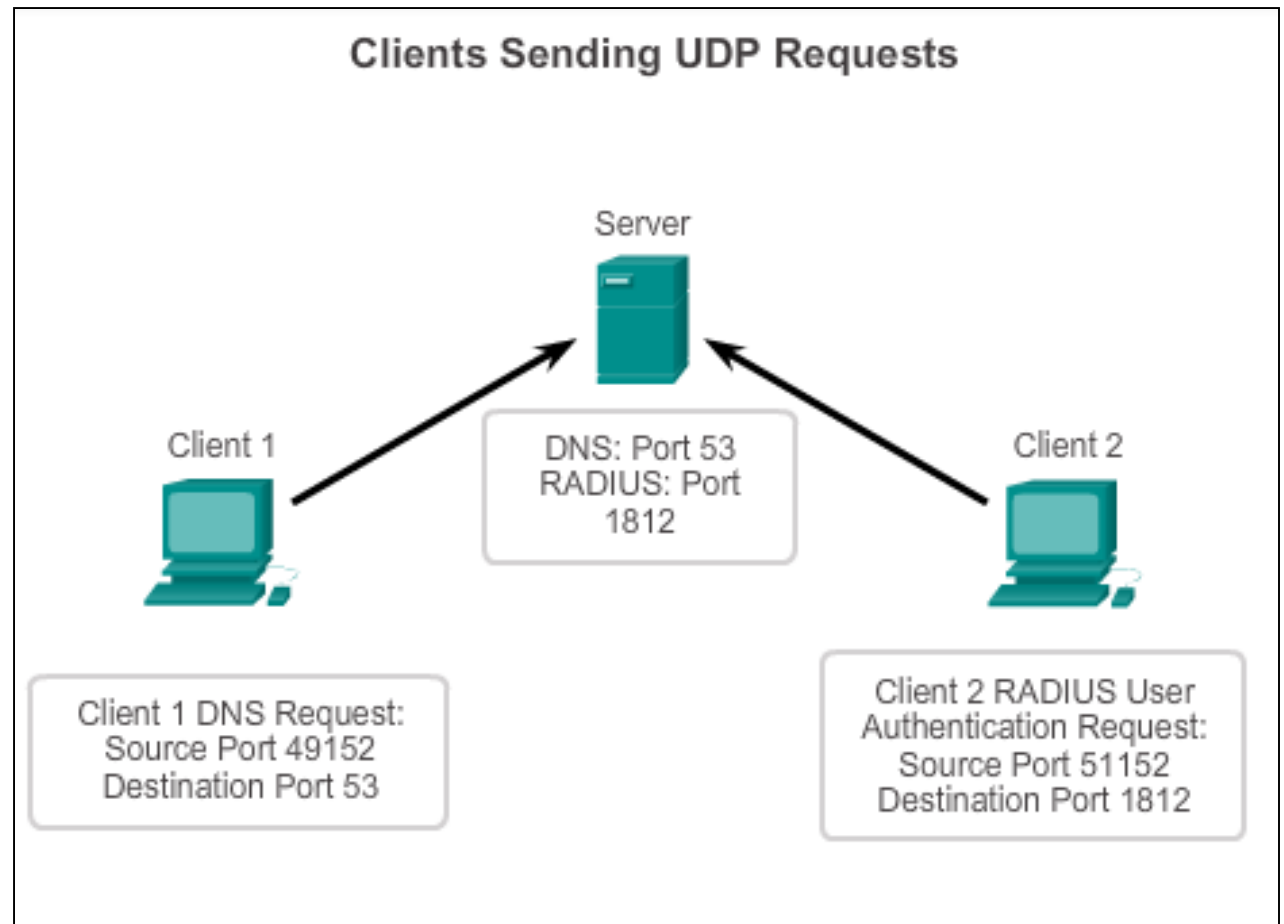 Clients Sending UDP Requests
Server
DNS: Port 53
RADIUS: Port
1812
Client 1
Client 2
Client 1 DNS Request:
Source Port 49152
Destination Port 53
Client 2 RADIUS User
Authentication Request:
Source Port 51152
Destination Port 1812